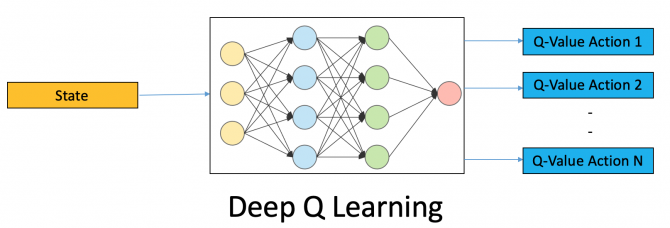 State
Q-Value Action 1
Q-Value Action 2
-
-
Q-Value Action N
Deep Q Learning